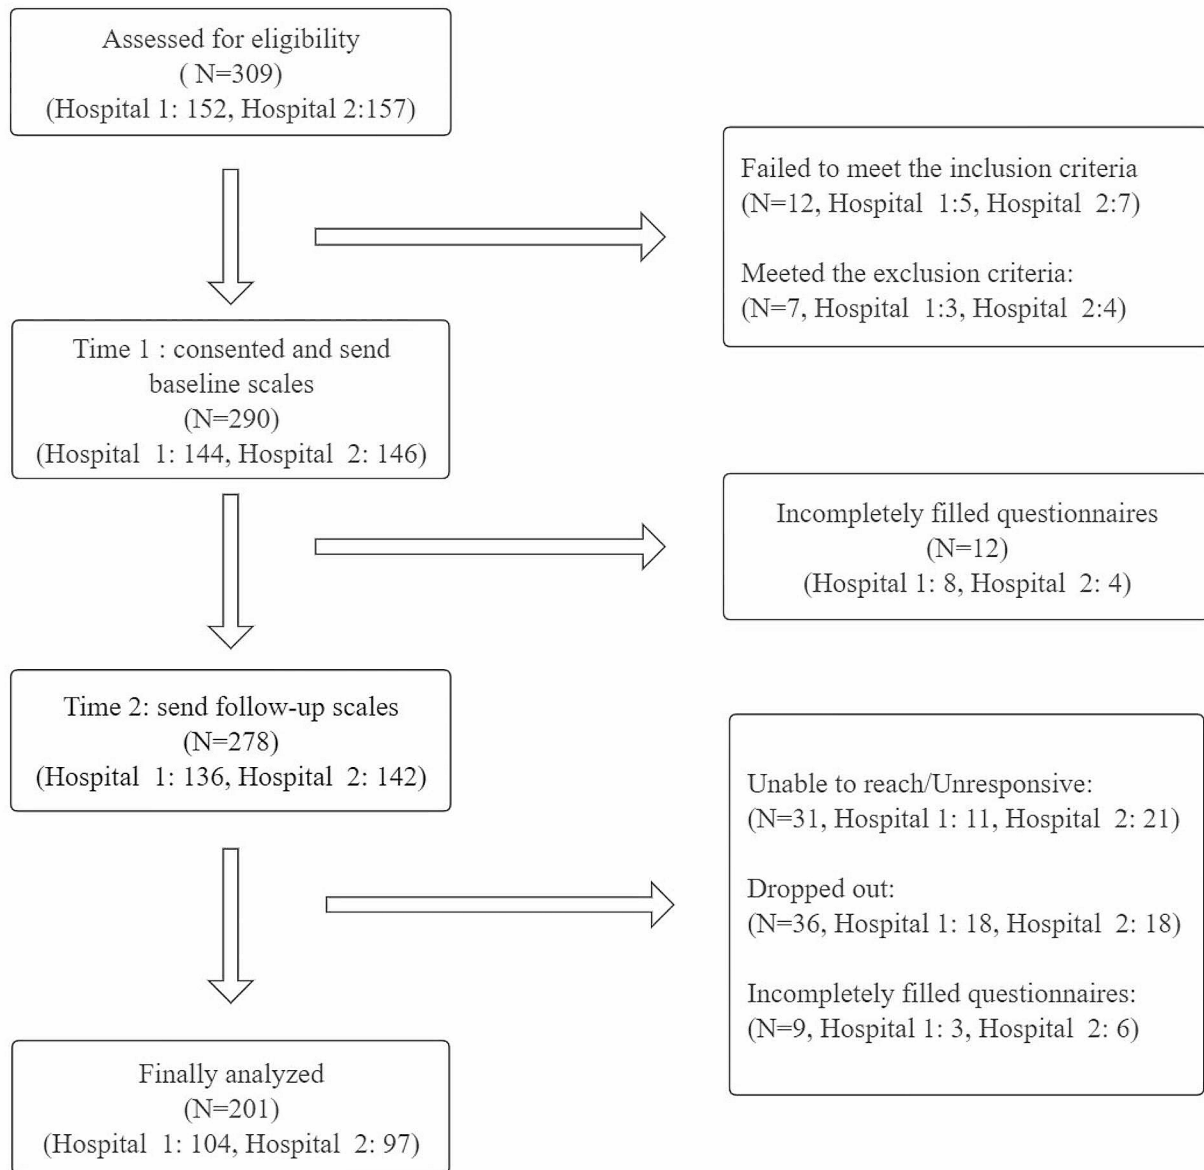 Assessed for eligibility
( N=309)
(Hospital 1: 152, Hospital 2:157)
Failed to meet the inclusion criteria
(N=12, Hospital 1:5, Hospital 2:7)
Meeted the exclusion criteria:
(N=7, Hospital 1:3, Hospital 2:4)
Time 1 : consented and send
baseline scales
(N=290)
(Hospital 1: 144, Hospital 2: 146)
Incompletely filled questionnaires
(N=12)
(Hospital 1: 8, Hospital 2: 4)
Time 2: send follow-up scales
(N=278)
(Hospital 1: 136, Hospital 2: 142)
Unable to reach/Unresponsive:
(N=31, Hospital 1: 11, Hospital 2: 21)
Dropped out:
(N=36, Hospital 1: 18, Hospital 2: 18)
Incompletely filled questionnaires:
(N=9, Hospital 1: 3, Hospital 2: 6)
Finally analyzed
(N=201)
(Hospital 1: 104, Hospital 2: 97)